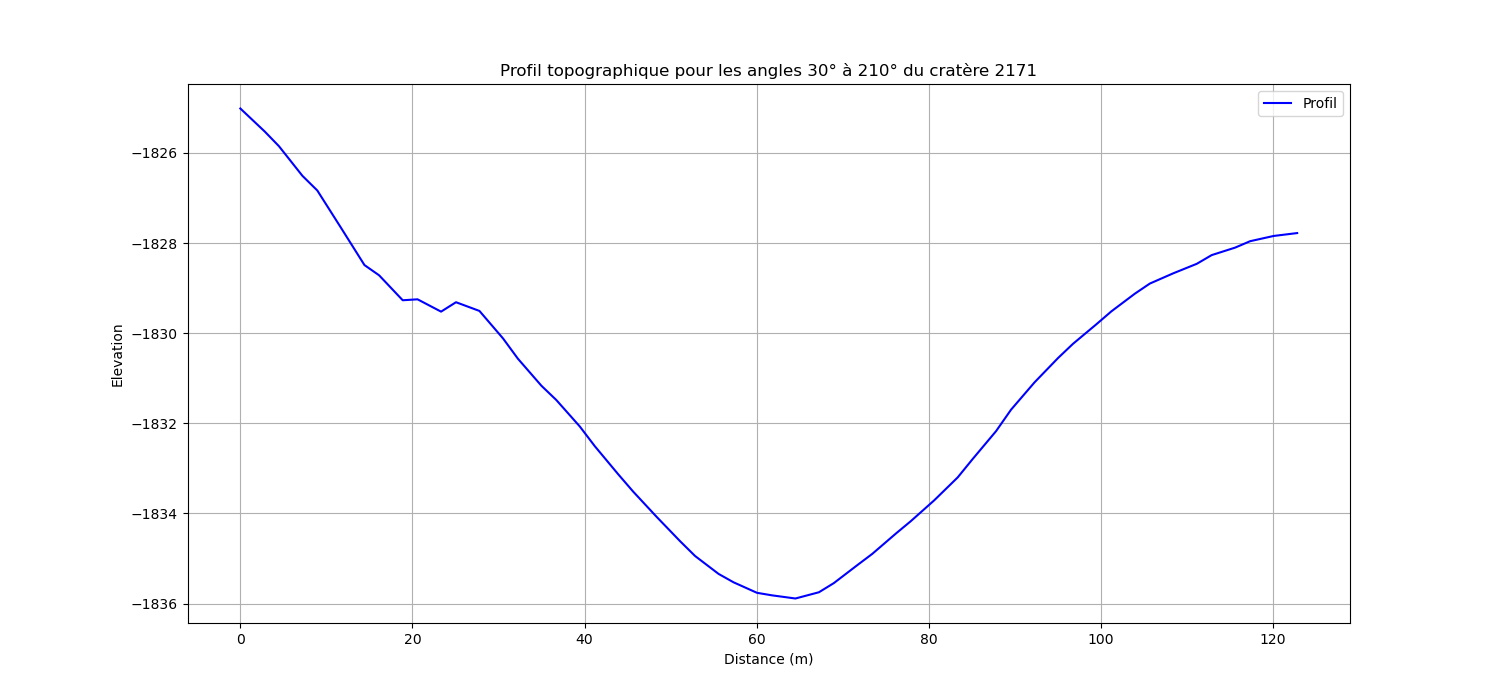 Profil topographique pour les angles 30° à 210° du cratère 2171
Profil
−1826
−1828
−1830
−1832
−1834
−1836
Elevation
0 20 40 60 80 100 120
Distance (m)